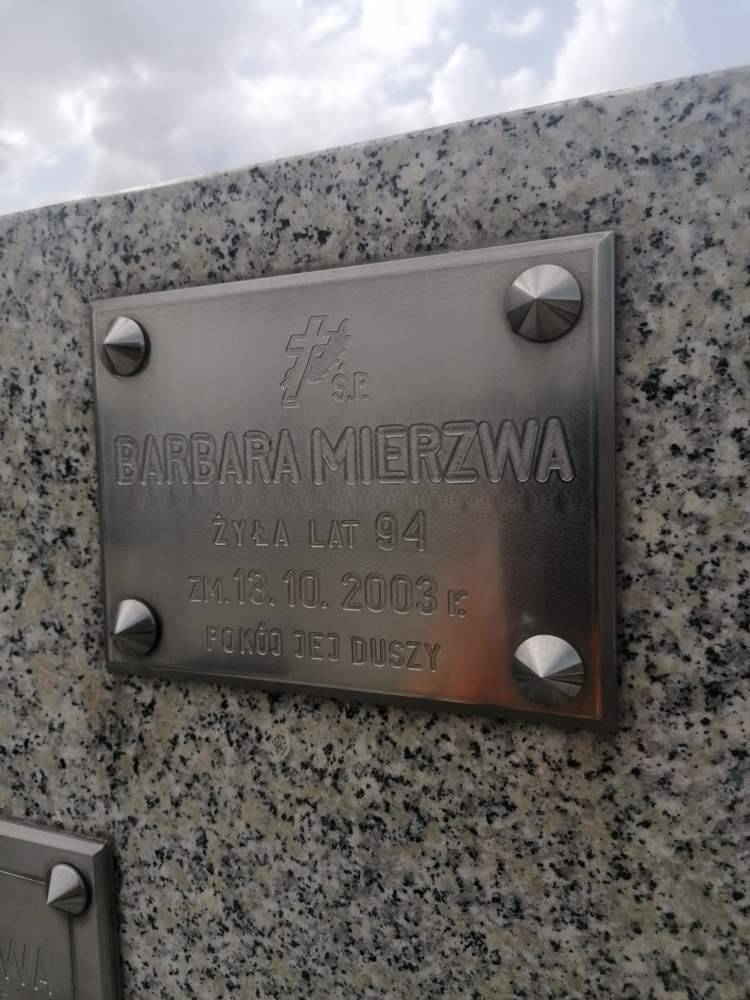 Ś.P.
BARBARA MIERZWA
ŻYŁA LAT 94
ZM. 13. 10. 2003 R.
POKÓJ JEJ DUSZY